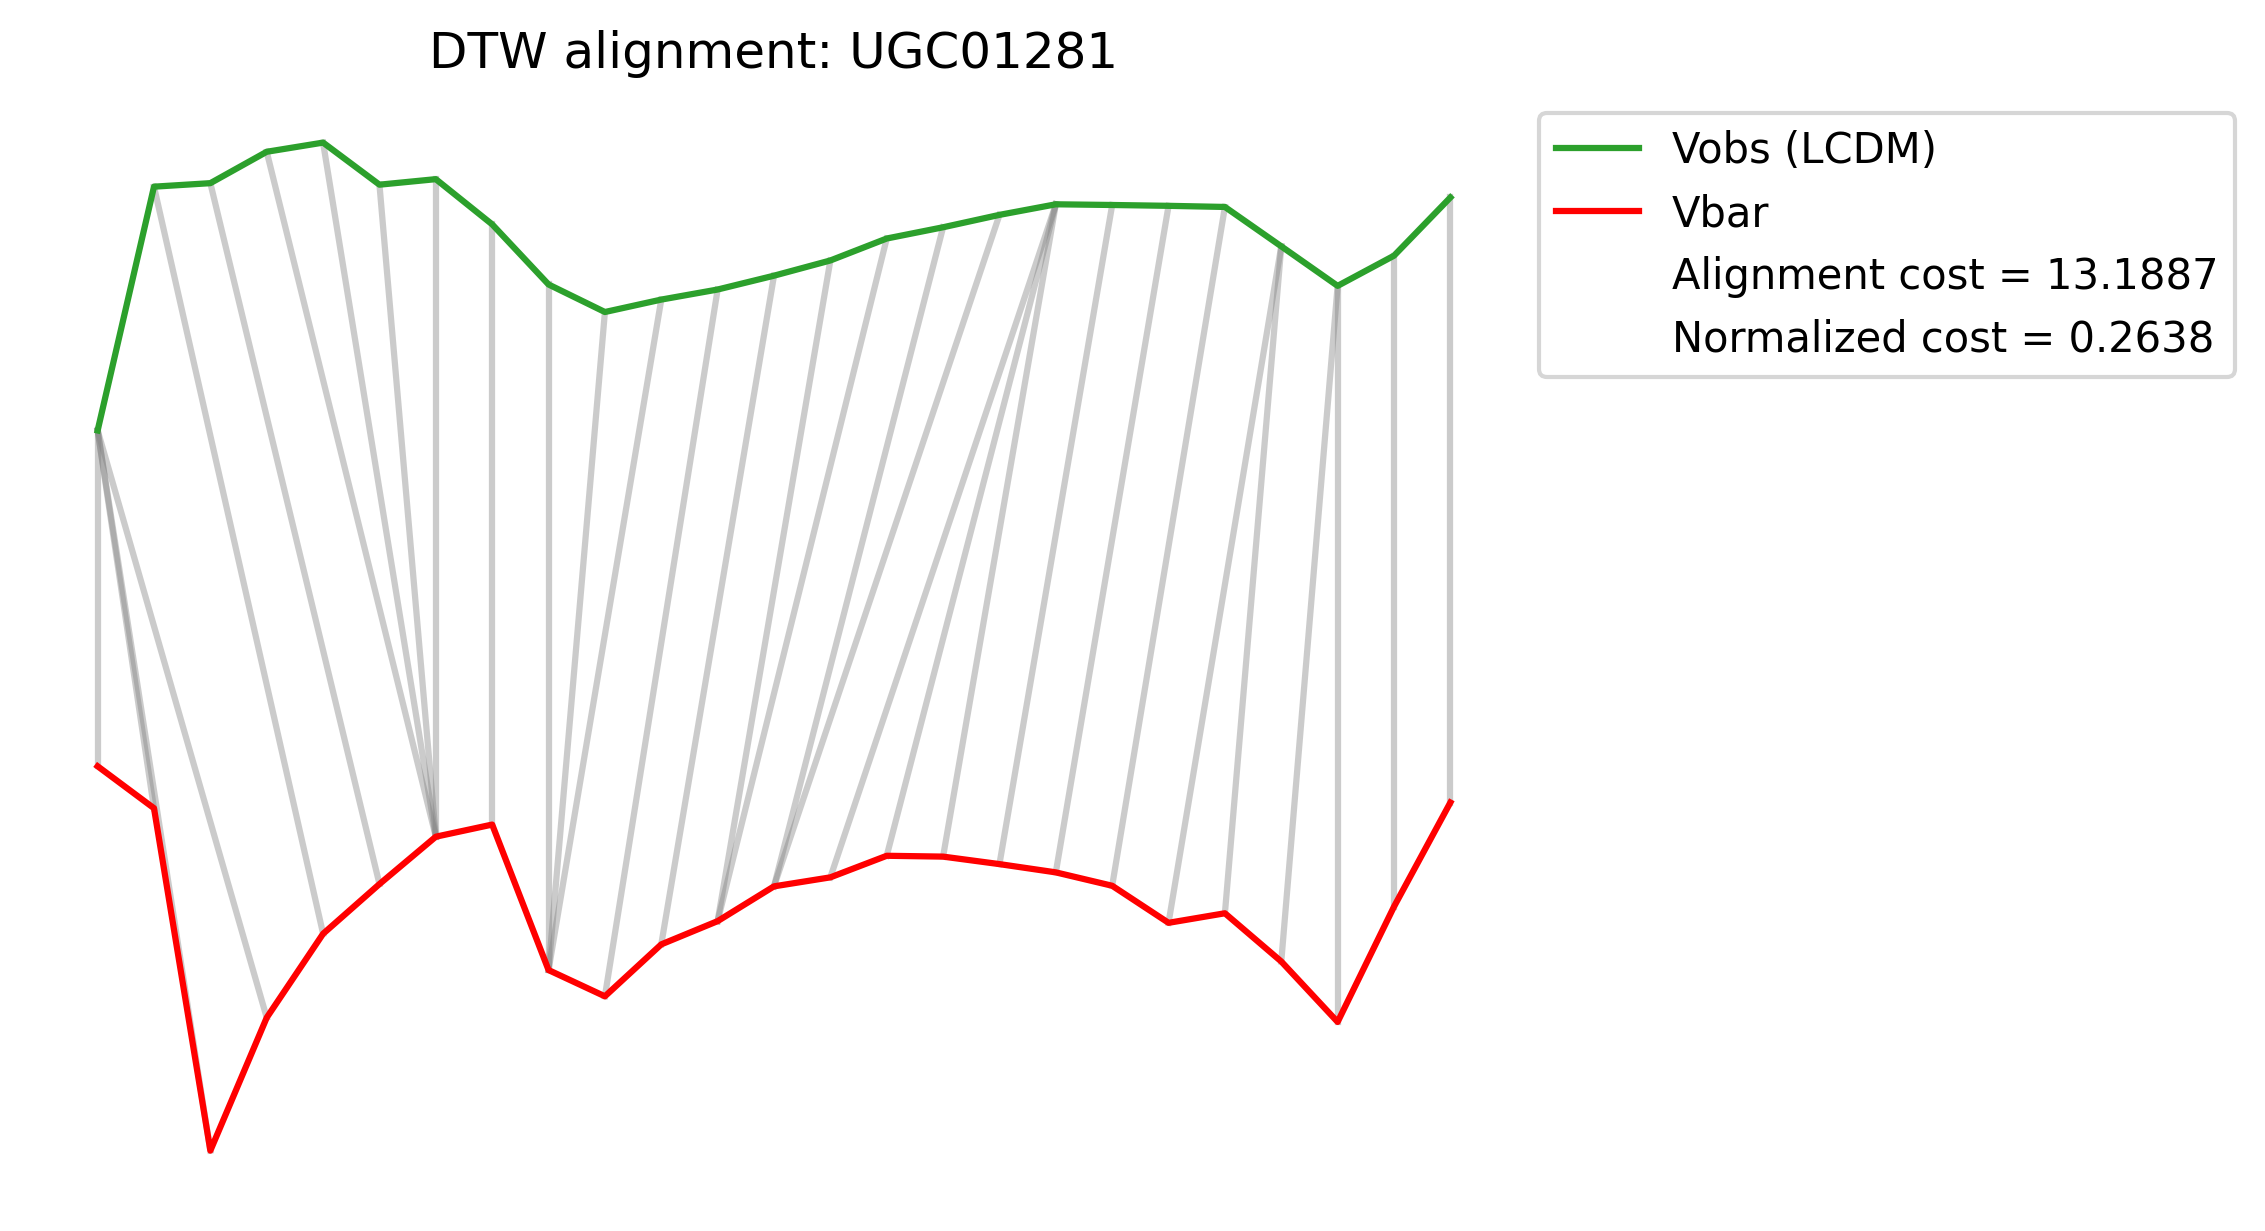 DTW alignment: UGC01281
Vobs (LCDM)
Vbar
Alignment cost = 13.1887
Normalized cost = 0.2638